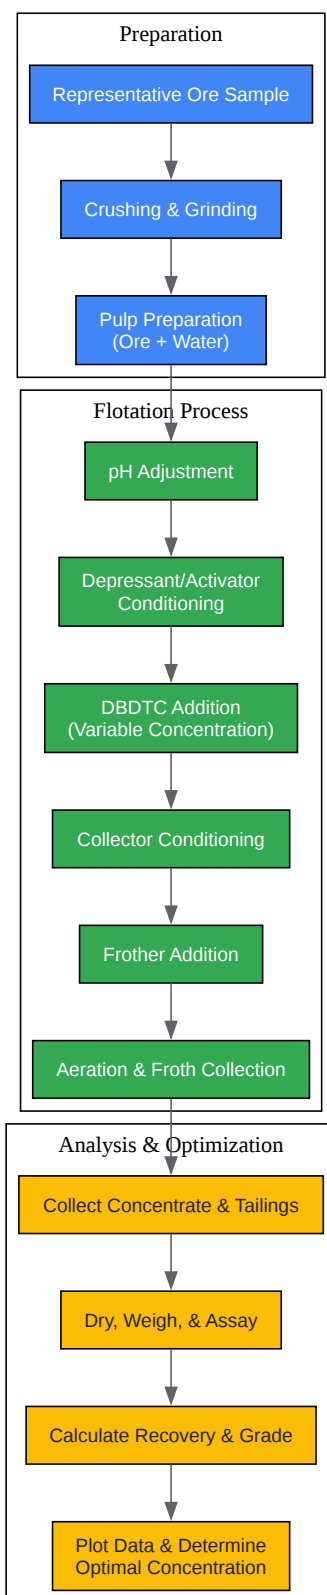 Preparation
Representative Ore Sample
Crushing & Grinding
Pulp Preparation
(Ore + Water)
Flotation Process
pH Adjustment
Depressant/Activator
Conditioning
DBDTC Addition
(Variable Concentration)
Collector Conditioning
Frother Addition
Aeration & Froth Collection
Analysis & Optimization
Collect Concentrate & Tailings
Dry, Weigh, & Assay
Calculate Recovery & Grade
Plot Data & Determine
Optimal Concentration